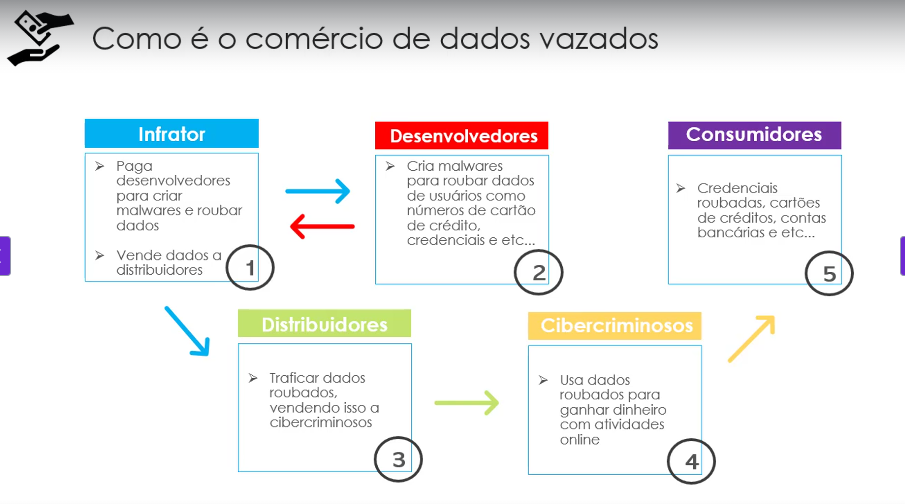 Como é o comércio de dados vazados
Infrator
Paga
desenvolvedores
para criar
malwares e roubar
dados
Vende dados a
distribuidores
1
Desenvolvedores
Cria malwares
para roubar dados
de usuários como
números de cartão
de crédito,
credenciais e etc...
2
Consumidores
Credenciais
roubadas, cartões
de créditos, contas
bancárias e etc...
5
Distribuidores
Traficar dados
roubados,
vendendo isso a
cibercriminosos
3
Cibercriminosos
Usa dados
roubados para
ganhar dinheiro
com atividades
online
4